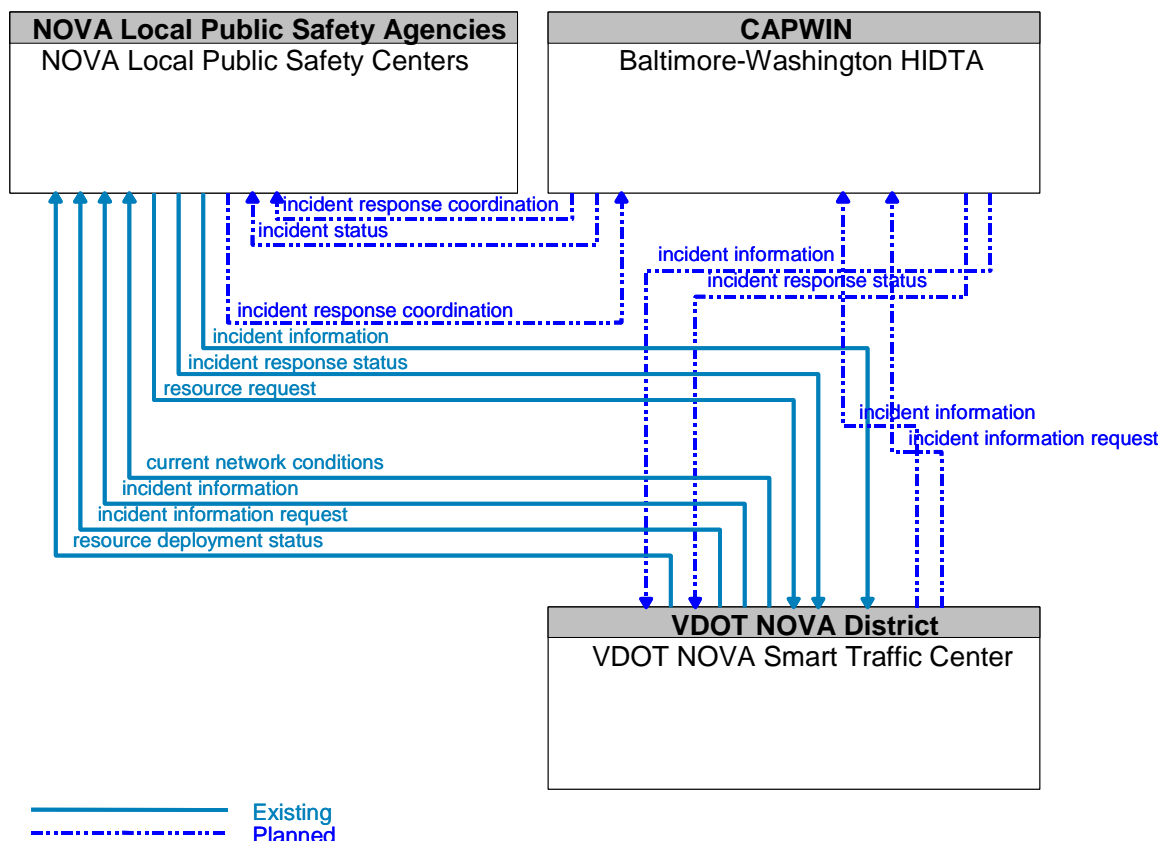 NOVA Local Public Safety Agencies
NOVA Local Public Safety Centers
CAPWIN
Baltimore-Washington HIDTA
incident response coordination
incident status
incident information
incident response status
incident response coordination
incident information
incident response status
resource request
incident information
incident information request
current network conditions
incident information
incident information request
resource deployment status
VDOT NOVA District
VDOT NOVA Smart Traffic Center
Existing
Planned